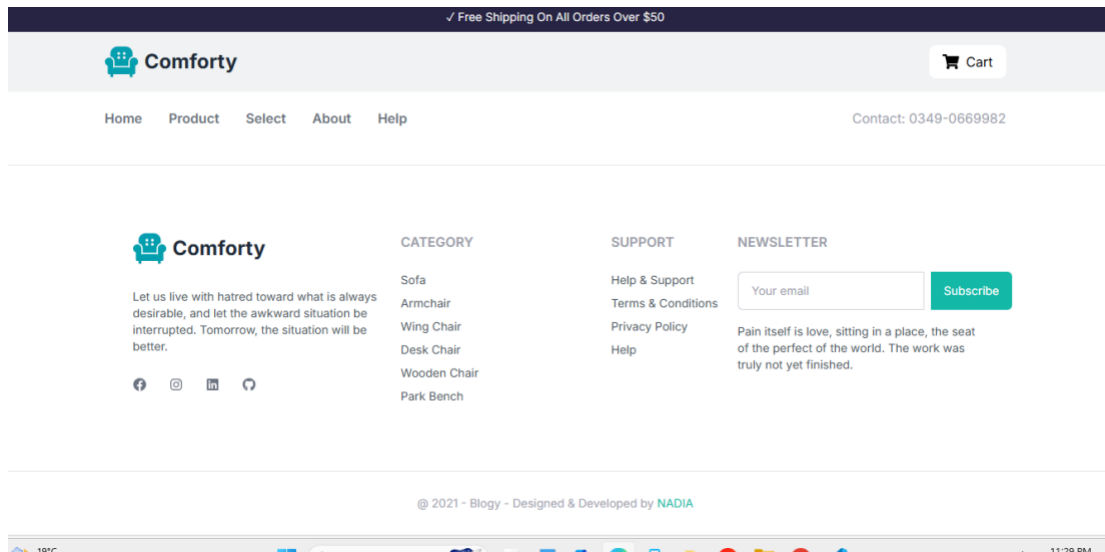 ✓ Free Shipping On All Orders Over $50
Comforty
Cart
Home Product Select About Help
Contact: 0349-0669982
Comforty
Let us live with hatred toward what is always
desirable, and let the awkward situation be
interrupted. Tomorrow, the situation will be
better.
CATEGORY
Sofa
Armchair
Wing Chair
Desk Chair
Wooden Chair
Park Bench
SUPPORT
Help & Support
Terms & Conditions
Privacy Policy
Help
NEWSLETTER
Your email
Subscribe
Pain itself is love, sitting in a place, the seat
of the perfect of the world. The work was
truly not yet finished.
@ 2021 - Blogy - Designed & Developed by NADIA
19°C
11:29 PM